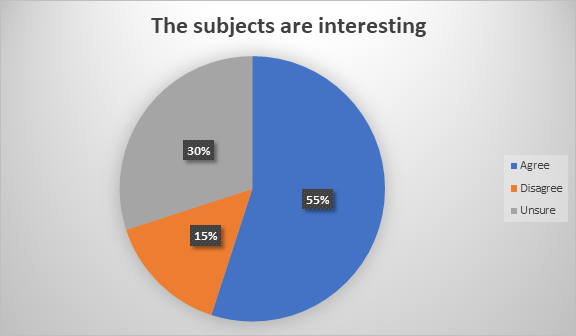 The subjects are interesting
30%
55%
15%
Agree
Disagree
Unsure